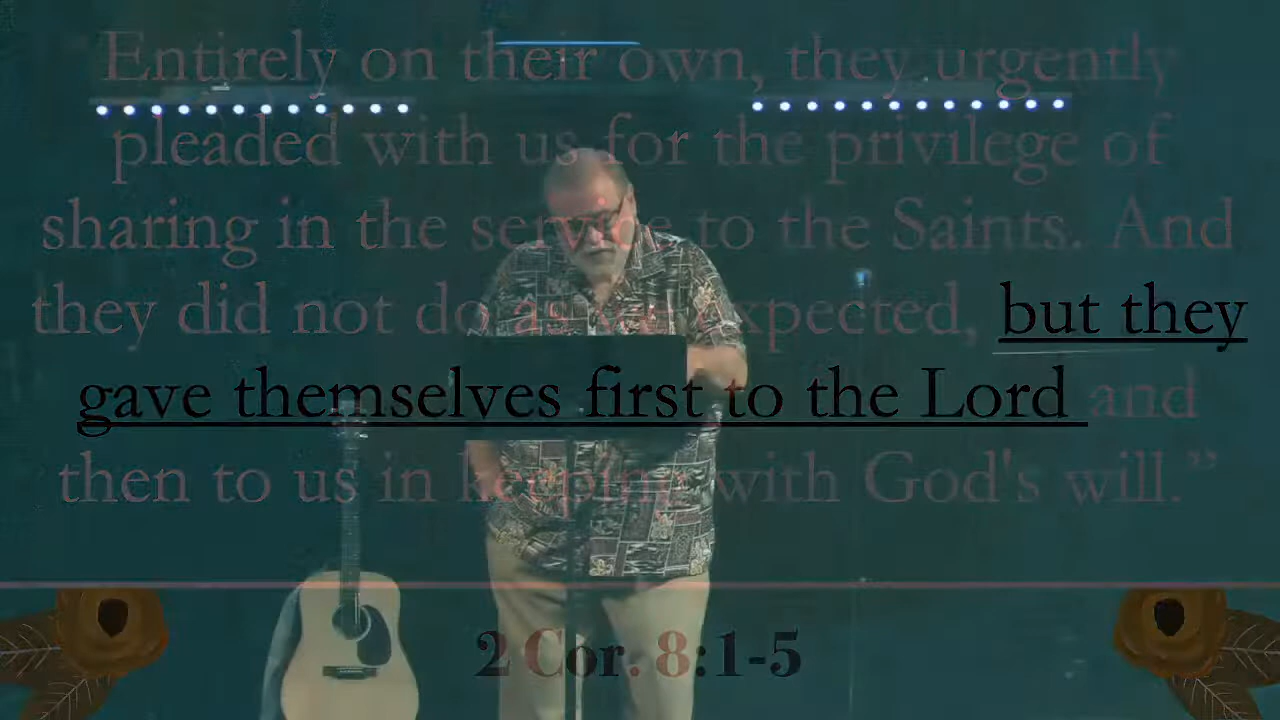 "Entirely on their own, they urgently
pleaded with us for the privilege of
sharing in the service to the Saints. And
they did not do as we expected, but they
gave themselves first to the Lord and
then to us in keeping with God's will.”
2 Cor. 8:1-5